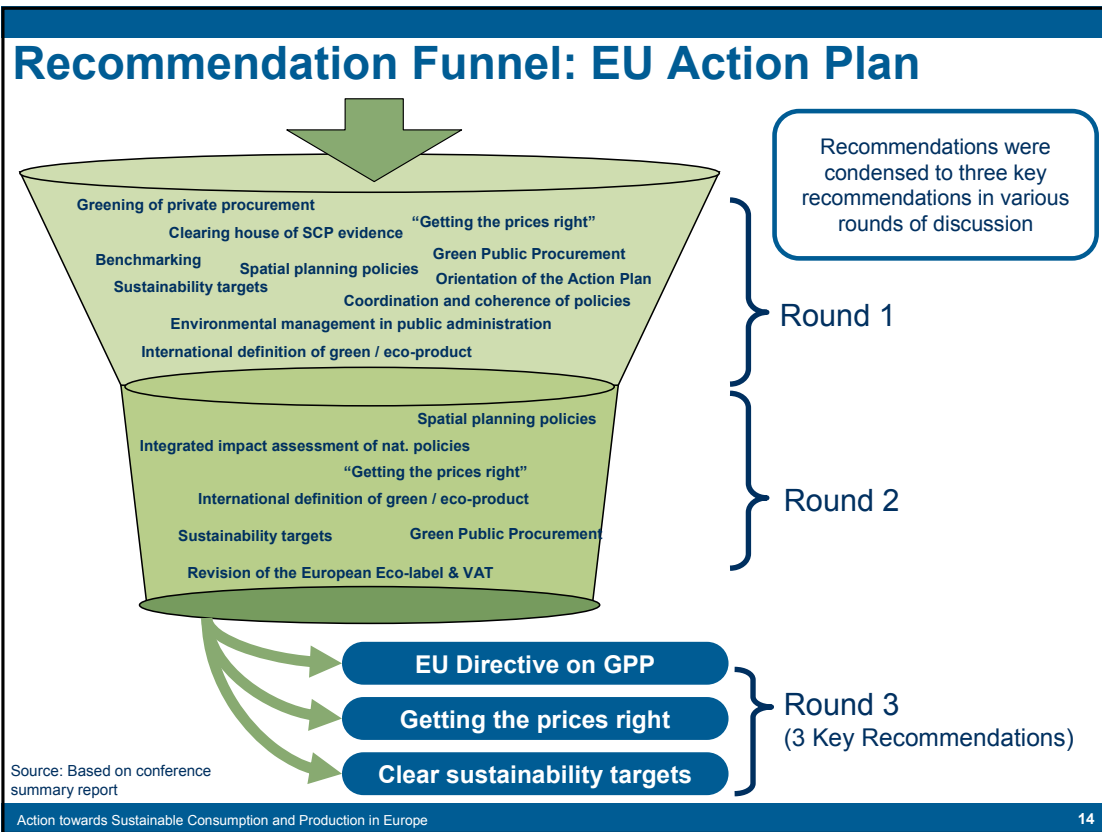 Recommendation Funnel: EU Action Plan
Recommendations were
condensed to three key
recommendations in various
rounds of discussion
Greening of private procurement
"Getting the prices right"
Clearing house of SCP evidence
Green Public Procurement
Benchmarking
Spatial planning policies
Orientation of the Action Plan
Sustainability targets
Coordination and coherence of policies
Environmental management in public administration
International definition of green / eco-product
Round 1
Spatial planning policies
Integrated impact assessment of nat. policies
"Getting the prices right"
International definition of green / eco-product
Sustainability targets
Green Public Procurement
Revision of the European Eco-label & VAT
Round 2
EU Directive on GPP
Getting the prices right
Clear sustainability targets
Round 3
(3 Key Recommendations)
Source: Based on conference
summary report
Action towards Sustainable Consumption and Production in Europe
14